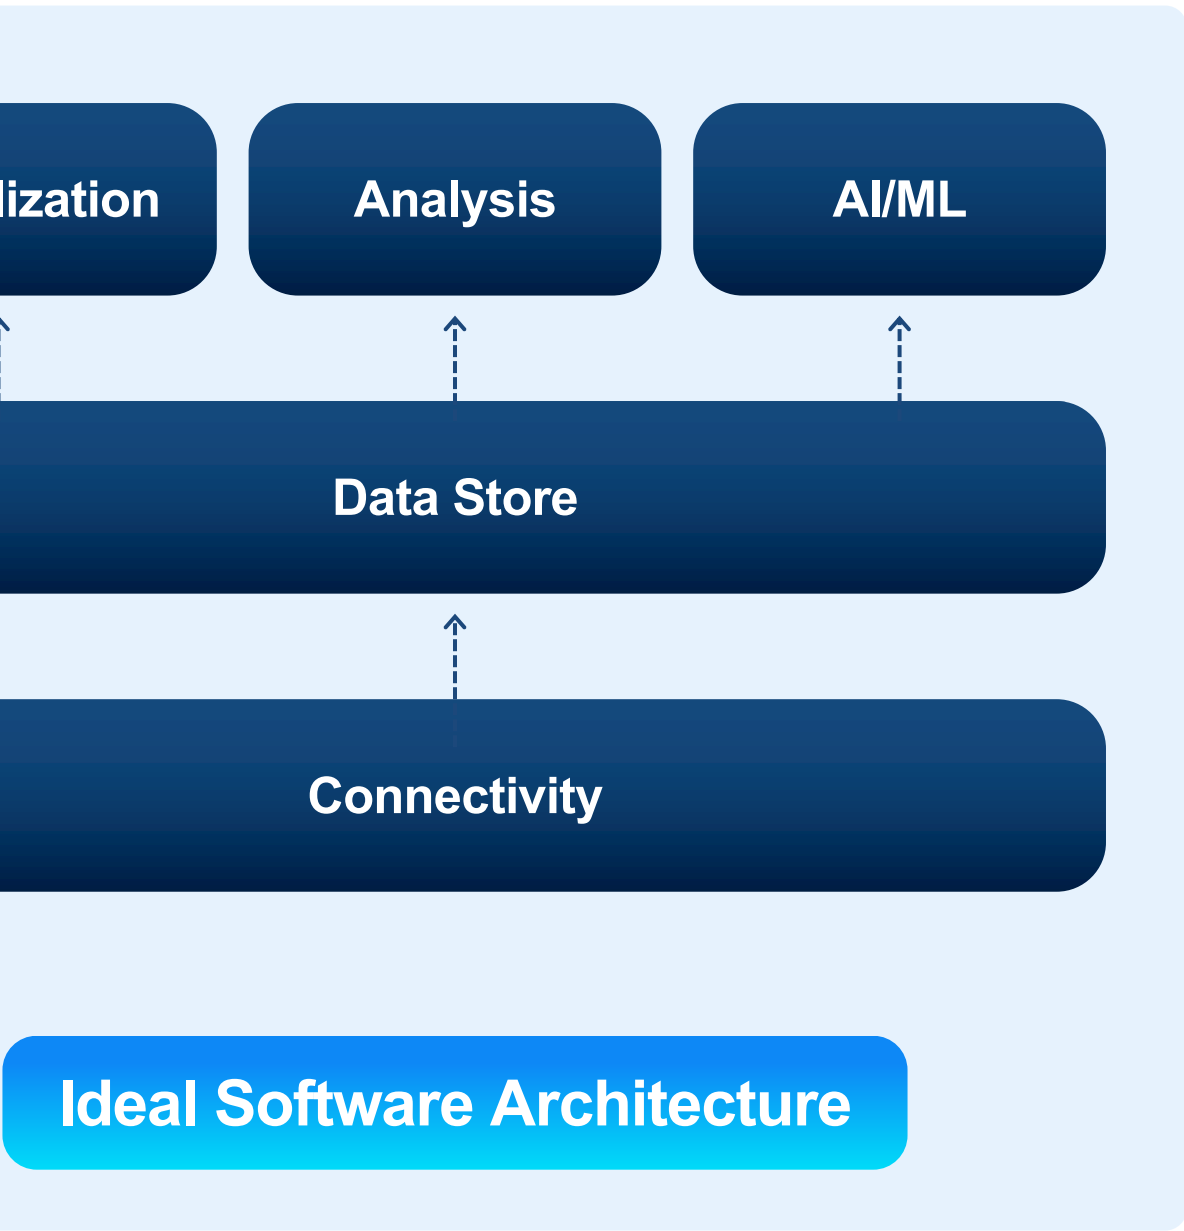 lization Analysis AI/ML
Data Store
Connectivity
Ideal Software Architecture